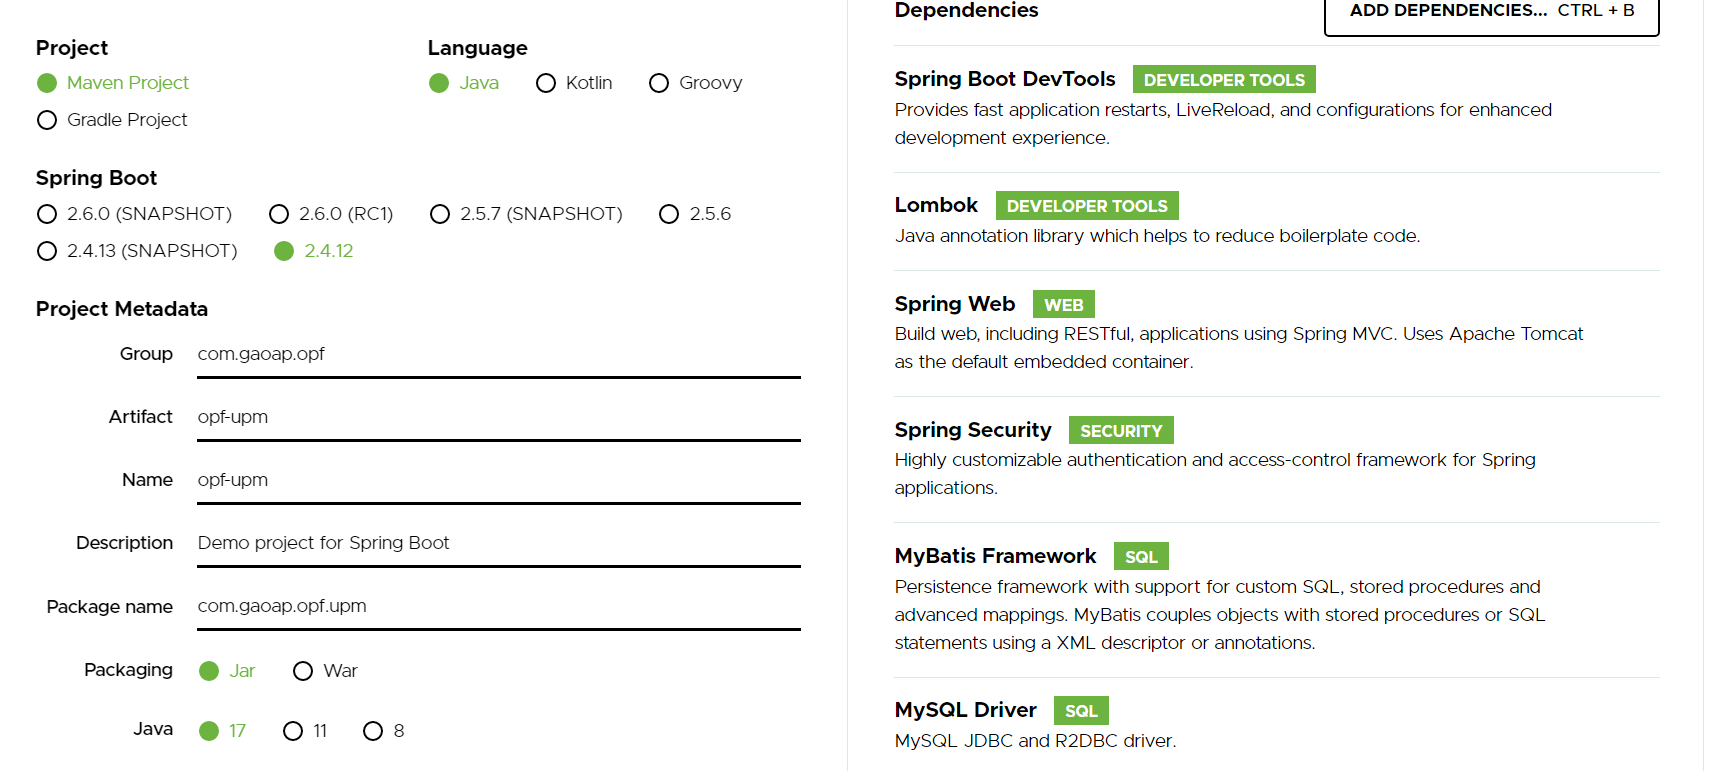 Project
Maven Project
Gradle Project
Language
Java Kotlin Groovy
Spring Boot
2.6.0 (SNAPSHOT) 2.6.0 (RC1) 2.5.7 (SNAPSHOT) 2.5.6
2.4.13 (SNAPSHOT) 2.4.12
Project Metadata
Group com.gaoap.opf
Artifact opf-upm
Name opf-upm
Description Demo project for Spring Boot
Package name com.gaoap.opf.upm
Packaging Jar War
Java 17 11 8
Dependencies ADD DEPENDENCIES... CTRL + B
Spring Boot DevTools DEVELOPER TOOLS
Provides fast application restarts, LiveReload, and configurations for enhanced
development experience.
Lombok DEVELOPER TOOLS
Java annotation library which helps to reduce boilerplate code.
Spring Web WEB
Build web, including RESTful, applications using Spring MVC. Uses Apache Tomcat
as the default embedded container.
Spring Security SECURITY
Highly customizable authentication and access-control framework for Spring
applications.
MyBatis Framework SQL
Persistence framework with support for custom SQL, stored procedures and
advanced mappings. MyBatis couples objects with stored procedures or SQL
statements using a XML descriptor or annotations.
MySQL Driver SQL
MySQL JDBC and R2DBC driver.